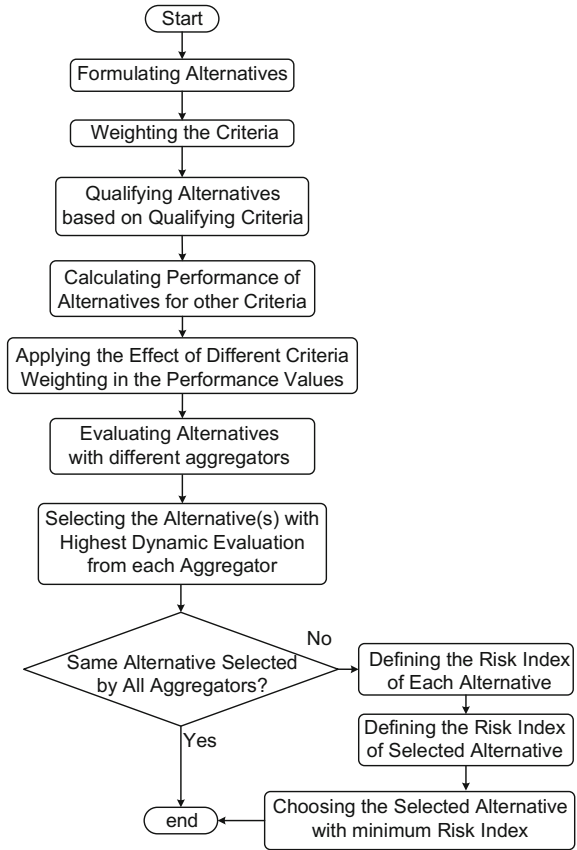 Start
Formulating Alternatives
Weighting the Criteria
Qualifying Alternatives
based on Qualifying Criteria
Calculating Performance of
Alternatives for other Criteria
Applying the Effect of Different Criteria
Weighting in the Performance Values
Evaluating Alternatives
with different aggregators
Selecting the Alternative(s) with
Highest Dynamic Evaluation
from each Aggregator
Same Alternative Selected
by All Aggregators?
No
Defining the Risk Index
of Each Alternative
Defining the Risk Index
of Selected Alternative
Yes
Choosing the Selected Alternative
with minimum Risk Index
end